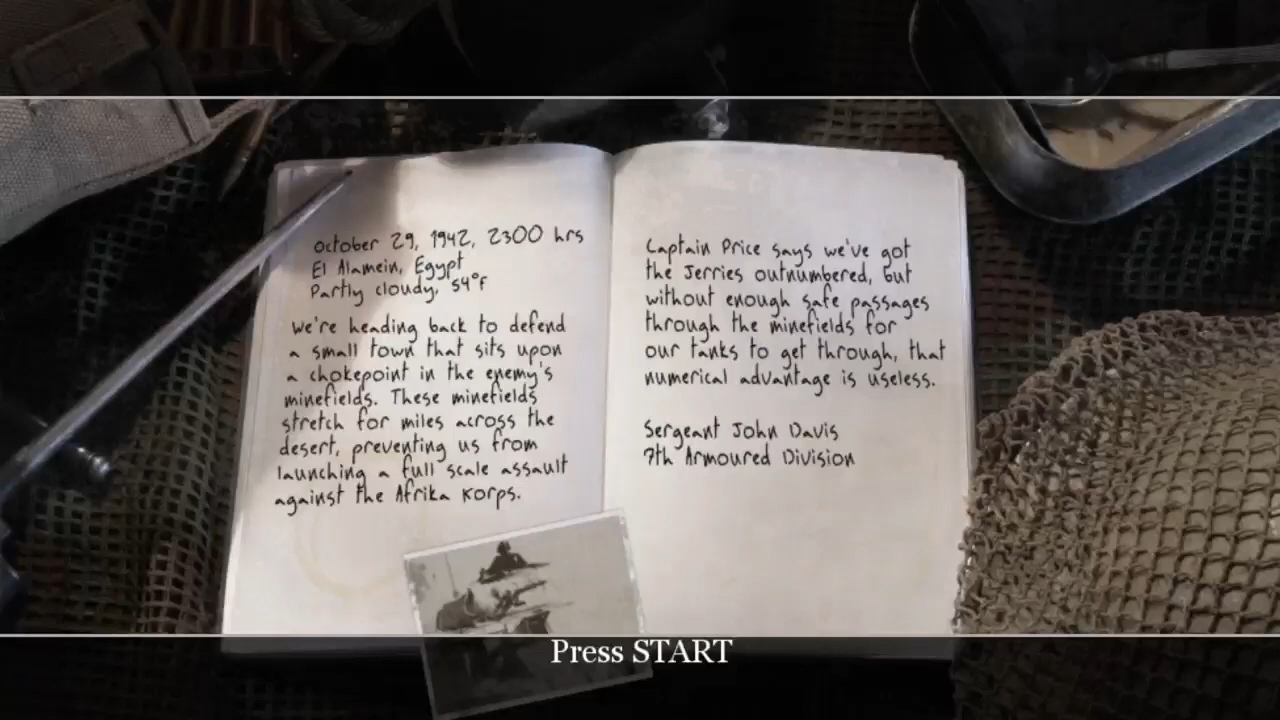 October 29, 1942, 2300 hrs
El Alamein, Egypt
Partly cloudy, 54°F
We're heading back to defend
a small town that sits upon
a chokepoint in the enemy's
minefields. These minefields
stretch for miles across the
desert, preventing us from
launching a full scale assault
against the Afrika Korps.
Captain Price says we've got
the Jerries outnumbered, but
without enough safe passages
through the minefields for
our tanks to get through, that
numerical advantage is useless.
Sergeant John Davis
7th Armoured Division
Press START